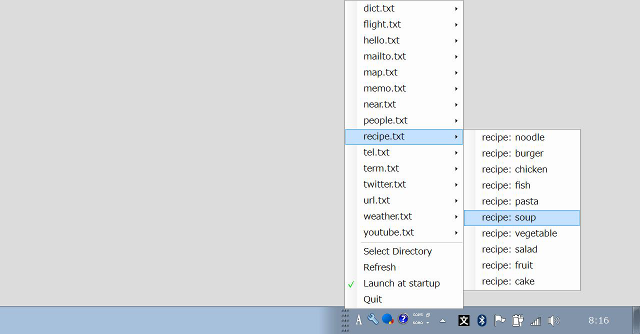 dict.txt
flight.txt
hello.txt
mailto.txt
map.txt
memo.txt
near.txt
people.txt
recipe.txt
tel.txt
term.txt
twitter.txt
url.txt
weather.txt
youtube.txt
Select Directory
Refresh
Launch at startup
Quit
recipe: noodle
recipe: burger
recipe: chicken
recipe: fish
recipe: pasta
recipe: soup
recipe: vegetable
recipe: salad
recipe: fruit
recipe: cake
A
文
8:16